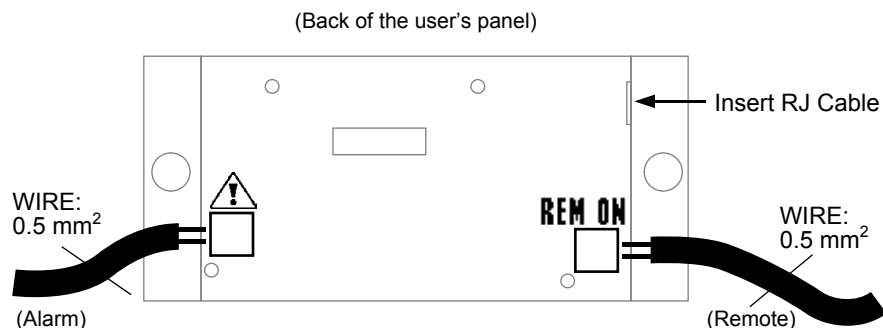 (Back of the user's panel)
Insert RJ Cable
WIRE:
0.5 mm²
REM ON
WIRE:
0.5 mm²
(Alarm)
(Remote)